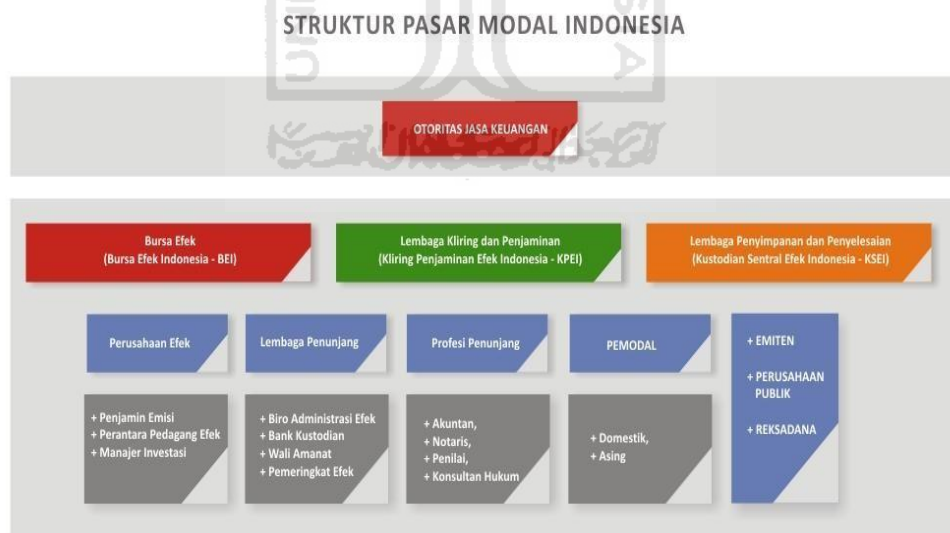 STRUKTUR PASAR MODAL INDONESIA
OTORITAS JASA KEUANGAN
Bursa Efek
(Bursa Efek Indonesia - BEI)
Lembaga Kliring dan Penjaminan
(Kliring Penjaminan Efek Indonesia - KPEI)
Lembaga Penyimpanan dan Penyelesaian
(Kustodian Sentral Efek Indonesia - KSEI)
Perusahaan Efek
+ Penjamin Emisi
+ Perantara Pedagang Efek
+ Manajer Investasi
Lembaga Penunjang
+ Biro Administrasi Efek
+ Bank Kustodian
+ Wali Amanat
+ Pemeringkat Efek
Profesi Penunjang
+ Akuntan,
+ Notaris,
+ Penilai,
+ Konsultan Hukum
PEMODAL
+ Domestik,
+ Asing
+ EMITEN
+ PERUSAHAAN
PUBLIK
+ REKSADANA